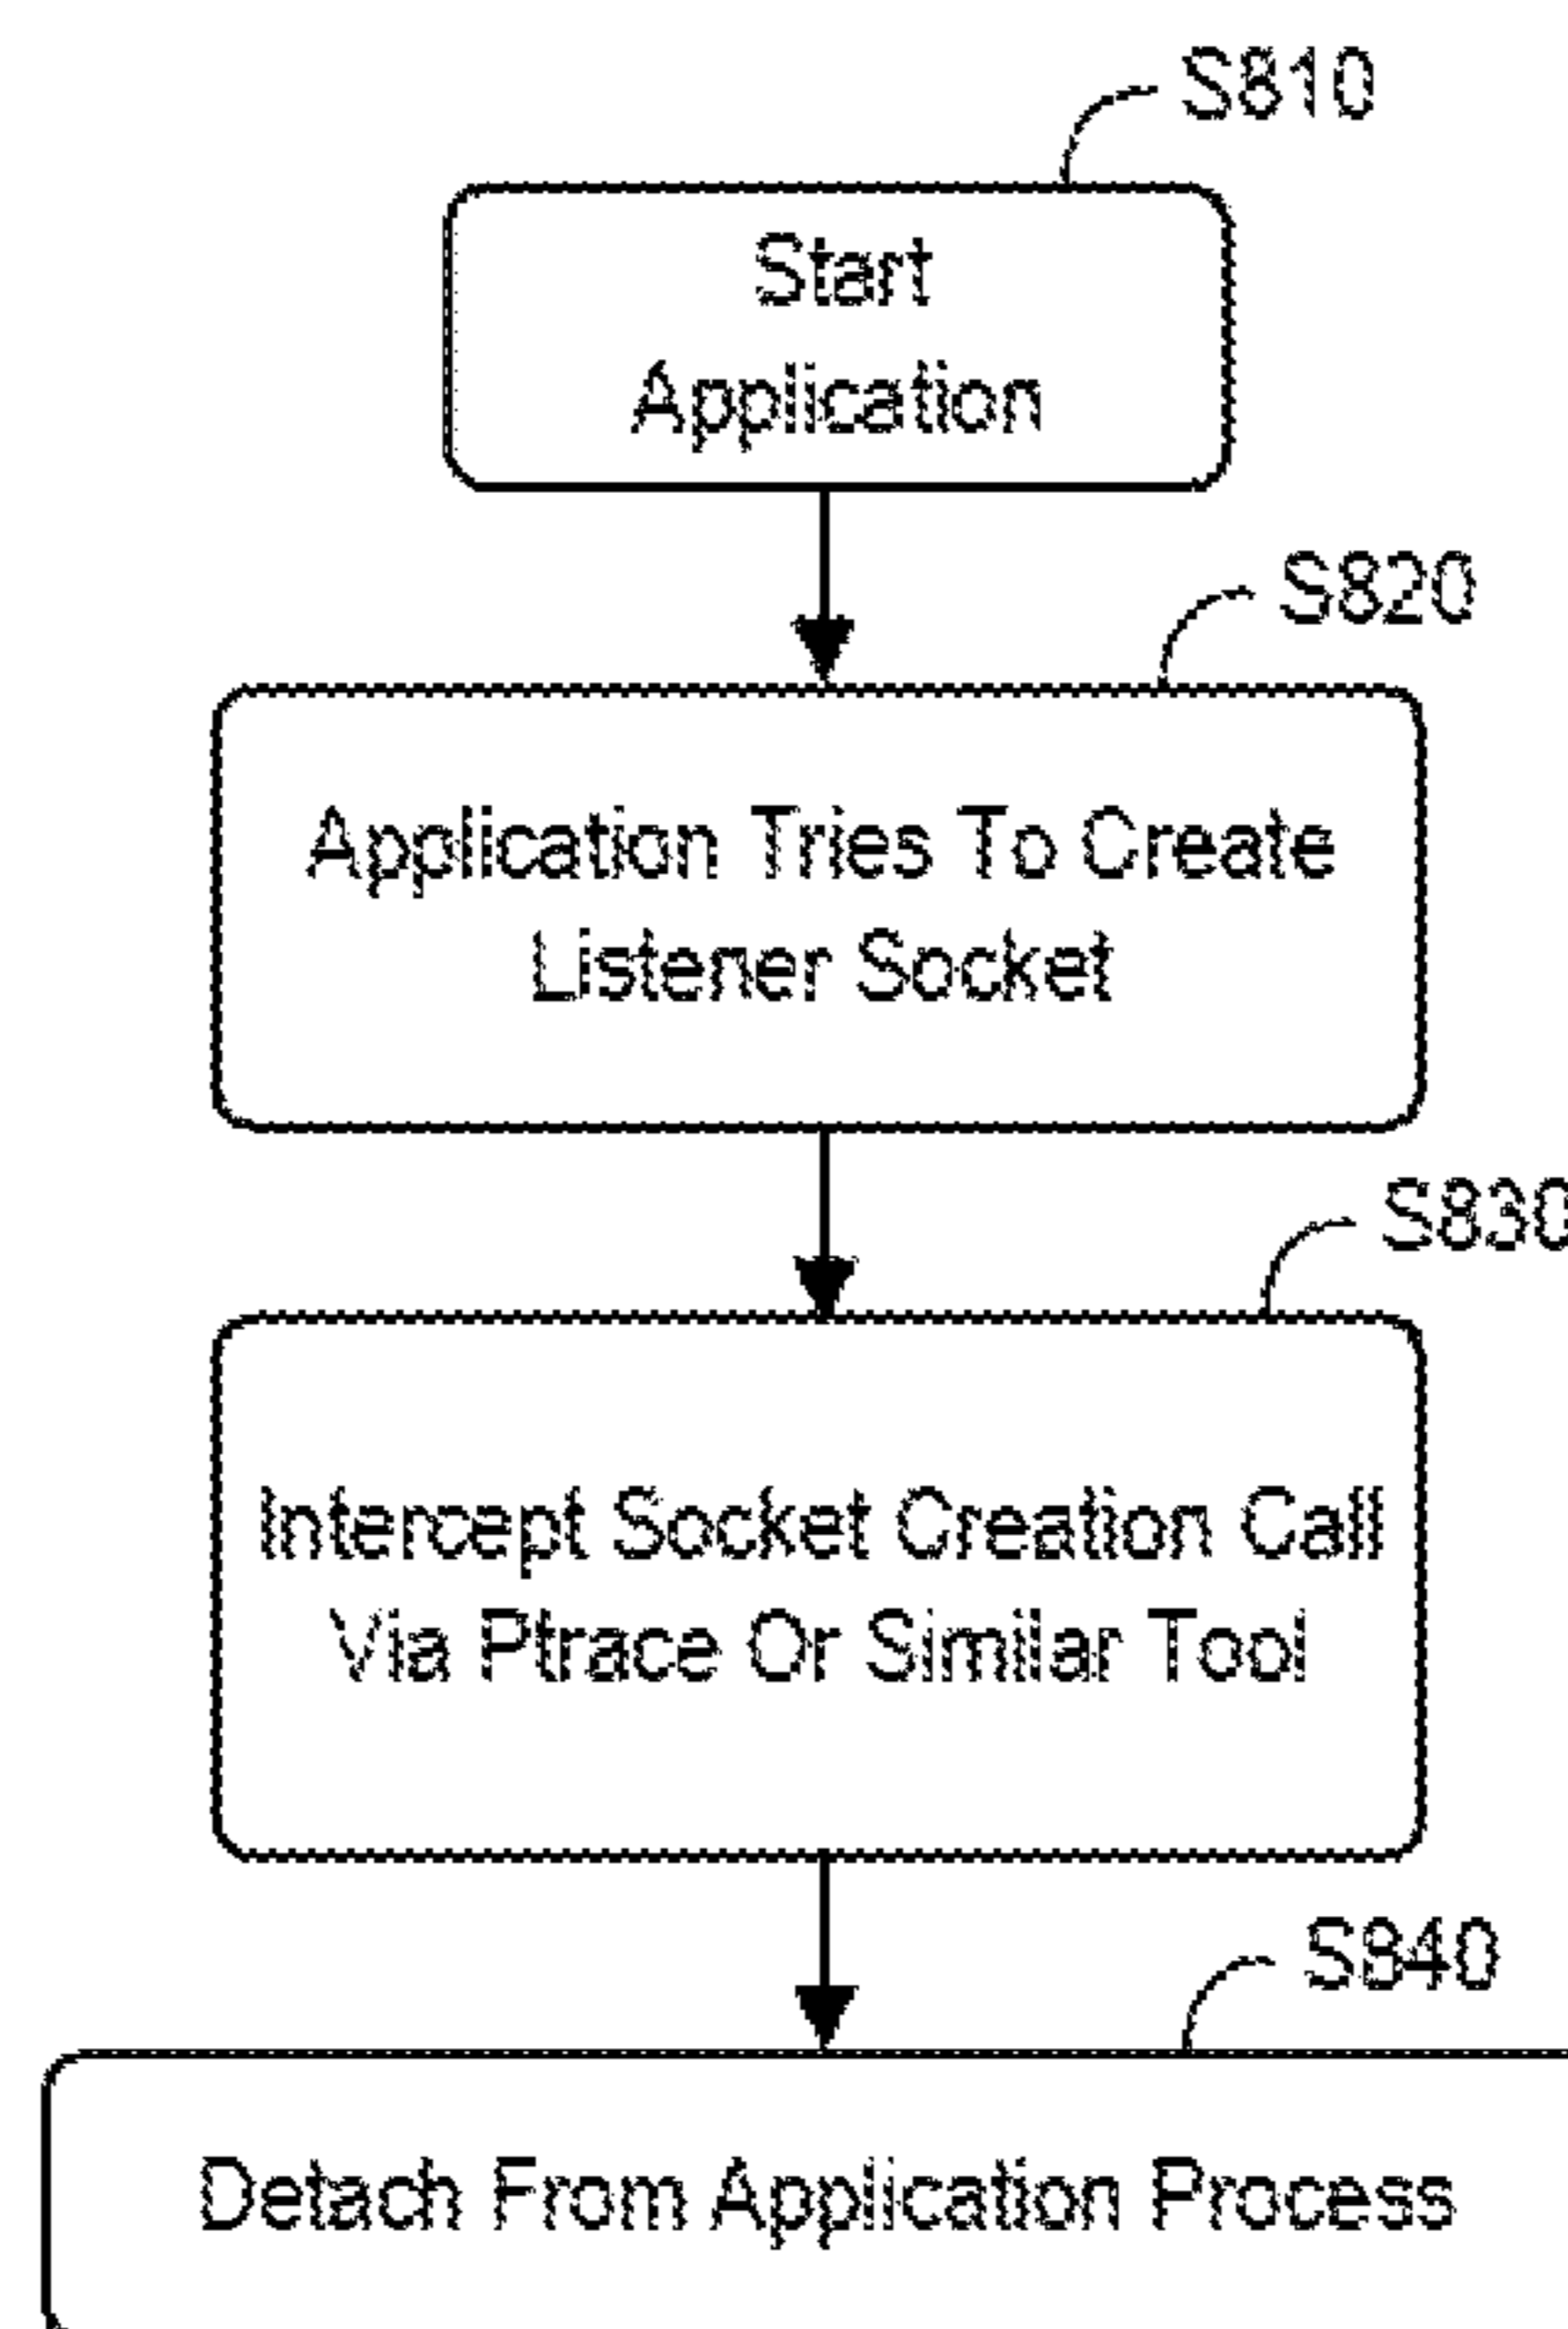 S810
Start
Application
S820
Application Tries To Create
Listener Socket
S830
Intercept Socket Creation Call
Via Ptrace Or Similar Tool
S840
Detach From Application Process